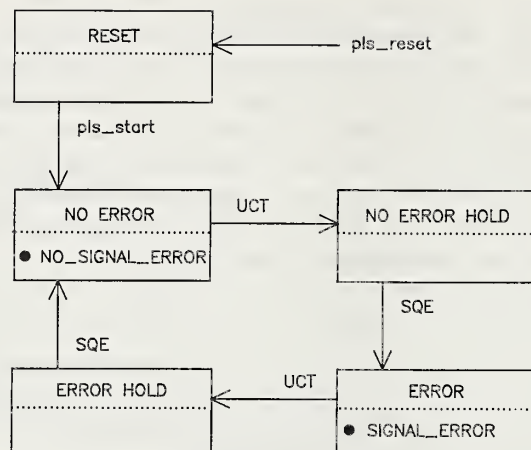 RESET
pls_reset
pls_start
NO ERROR
● NO_SIGNAL_ERROR
UCT
NO ERROR HOLD
SQE
SQE
ERROR HOLD
UCT
ERROR
● SIGNAL_ERROR